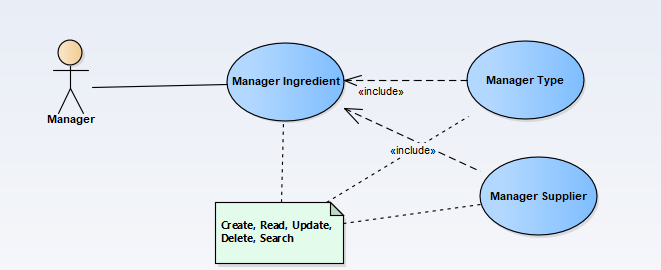 Manager
Manager Ingredient
«include»
Manager Type
«include»
Manager Supplier
Create, Read, Update,
Delete, Search